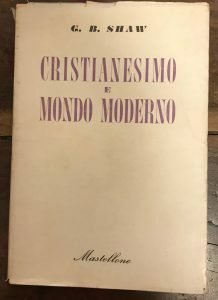 G. B. SHAW
CRISTIANESIMO
E
MONDO MODERNO
Mastellone